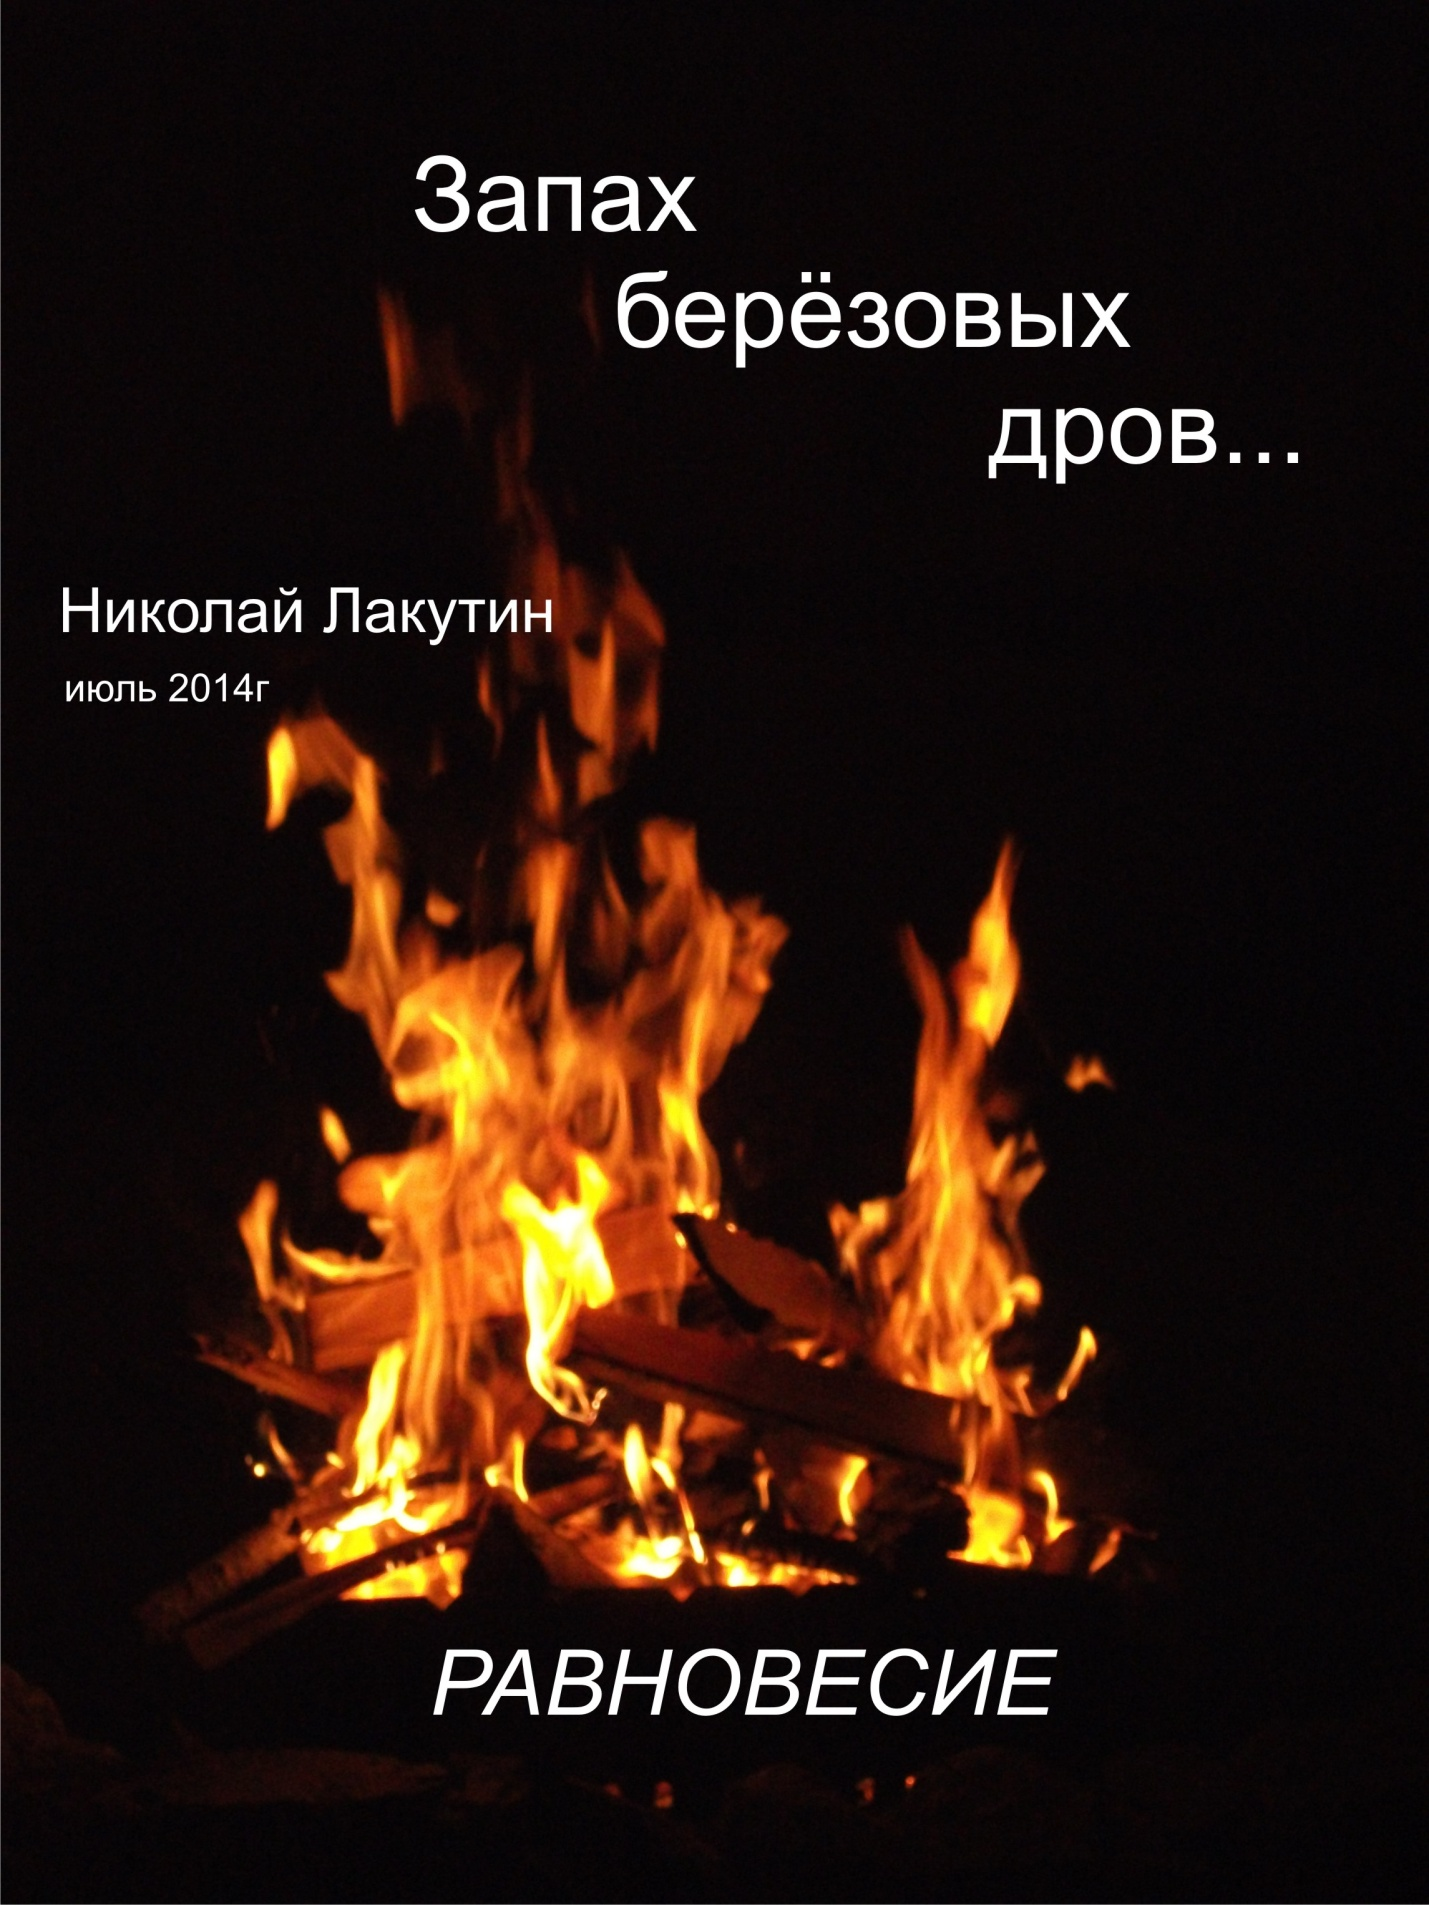 Запах
берёзовых
дров...
Николай Лакутин
июль 2014г
РАВНОВЕСИЕ